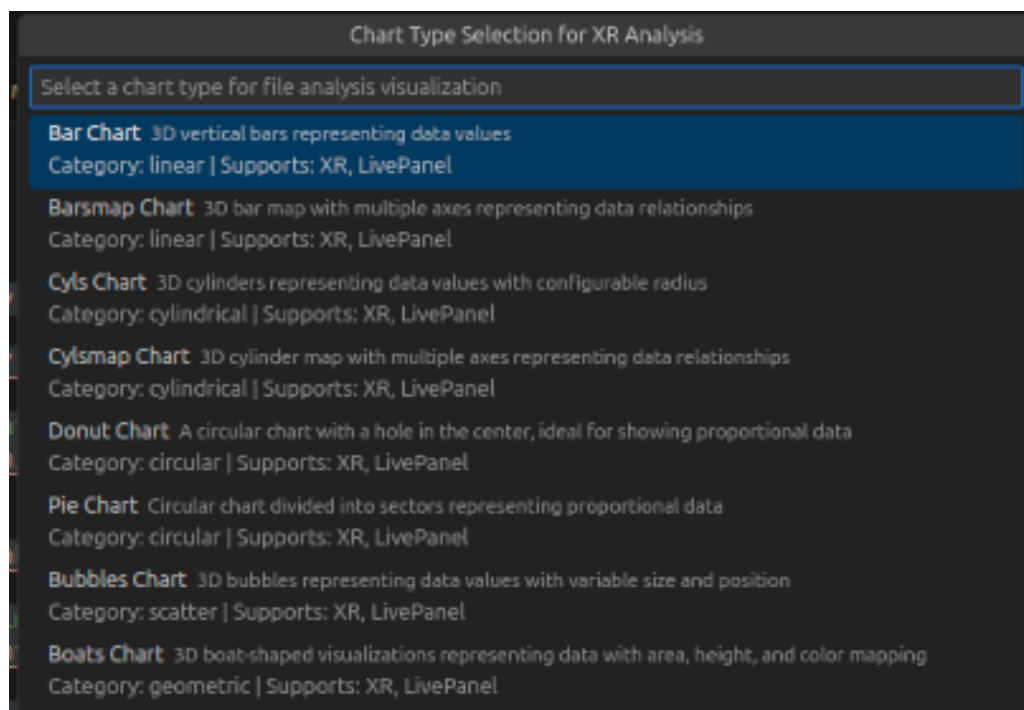 Chart Type Selection for XR Analysis
Select a chart type for file analysis visualization
Bar Chart 3D vertical bars representing data values
Category: linear | Supports: XR, LivePanel
Barsmap Chart 3D bar map with multiple axes representing data relationships
Category: linear | Supports: XR, LivePanel
Cyls Chart 3D cylinders representing data values with configurable radius
Category: cylindrical | Supports: XR, LivePanel
Cylsmap Chart 3D cylinder map with multiple axes representing data relationships
Category: cylindrical | Supports: XR, LivePanel
Donut Chart A circular chart with a hole in the center, ideal for showing proportional data
Category: circular | Supports: XR, LivePanel
Pie Chart Circular chart divided into sectors representing proportional data
Category: circular | Supports: XR, LivePanel
Bubbles Chart 3D bubbles representing data values with variable size and position
Category: scatter | Supports: XR, LivePanel
Boats Chart 3D boat-shaped visualizations representing data with area, height, and color mapping
Category: geometric | Supports: XR, LivePanel